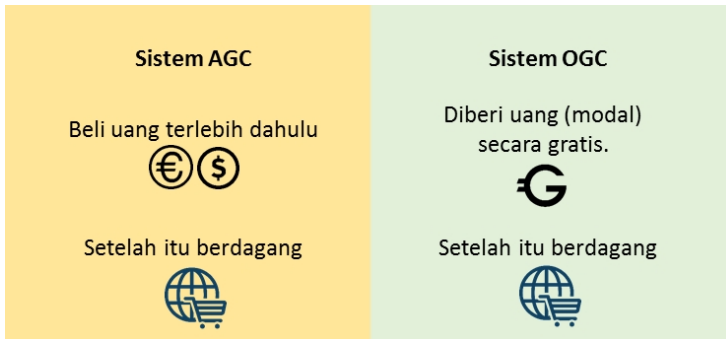 Sistem AGC
Beli uang terlebih dahulu
Setelah itu berdagang
Sistem OGC
Diberi uang (modal)
secara gratis.
Setelah itu berdagang